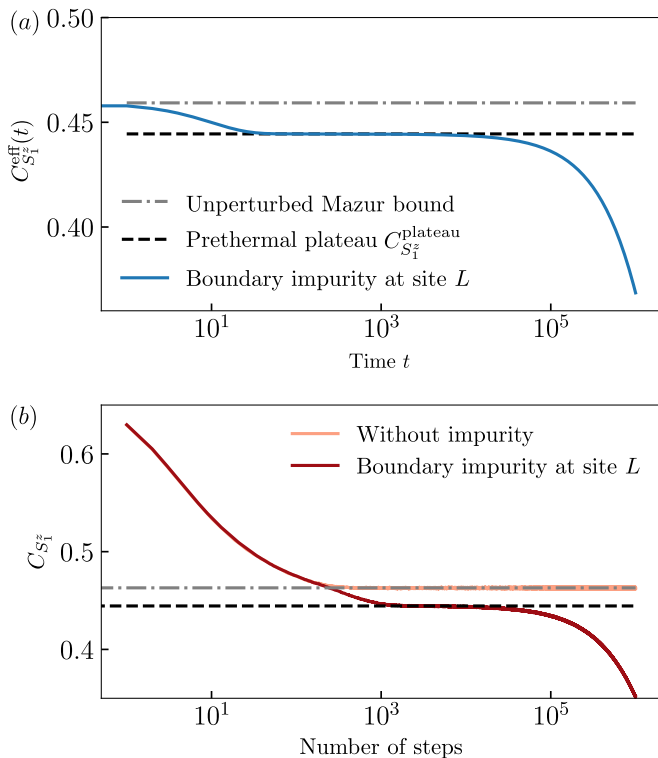 (a)
0.50
0.45
0.40
C^{eff}_{S^z_1}(t)
Unperturbed Mazur bound
Prethermal plateau C^{plateau}_{S^z_1}
Boundary impurity at site L
10^1
10^3
10^5
Time t
(b)
0.6
0.5
0.4
C_{S^z_1}
Without impurity
Boundary impurity at site L
10^1
10^3
10^5
Number of steps